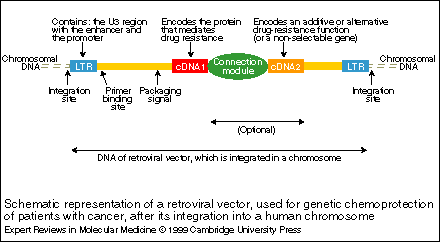 Contains: the U3 region
with the enhancer and
the promoter
Encodes the protein
that mediates
drug resistance
Encodes an additive or alternative
drug-resistance function
(or a non-selectable gene)
Chromosomal
DNA
LTR
cDNA1
Connection
module
cDNA2
LTR
Chromosomal
DNA
Integration
site
Primer
binding
site
Packaging
signal
Integration
site
(Optional)
DNA of retroviral vector, which is integrated in a chromosome
Schematic representation of a retroviral vector, used for genetic chemoprotection
of patients with cancer, after its integration into a human chromosome
Expert Reviews in Molecular Medicine © 1999 Cambridge University Press